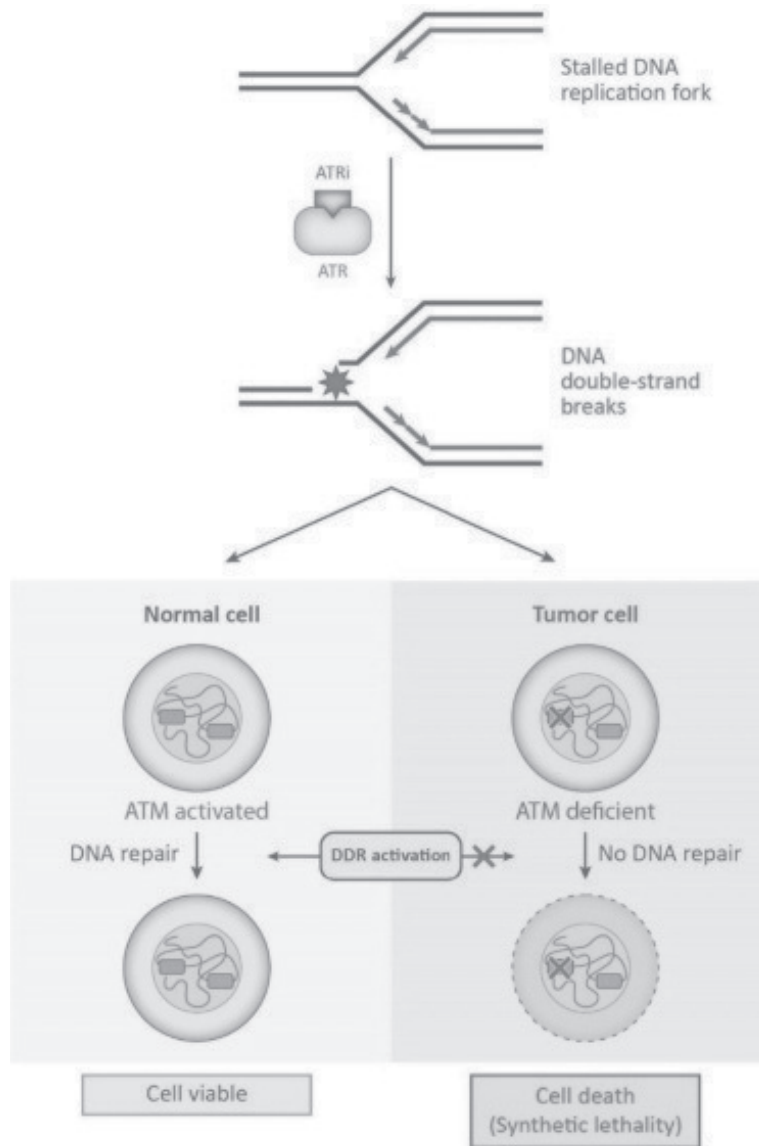 Stalled DNA
replication fork
ATRi
ATR
DNA
double-strand
breaks
Normal cell
Tumor cell
ATM activated
ATM deficient
DNA repair
DDR activation
No DNA repair
Cell viable
Cell death
(Synthetic lethality)